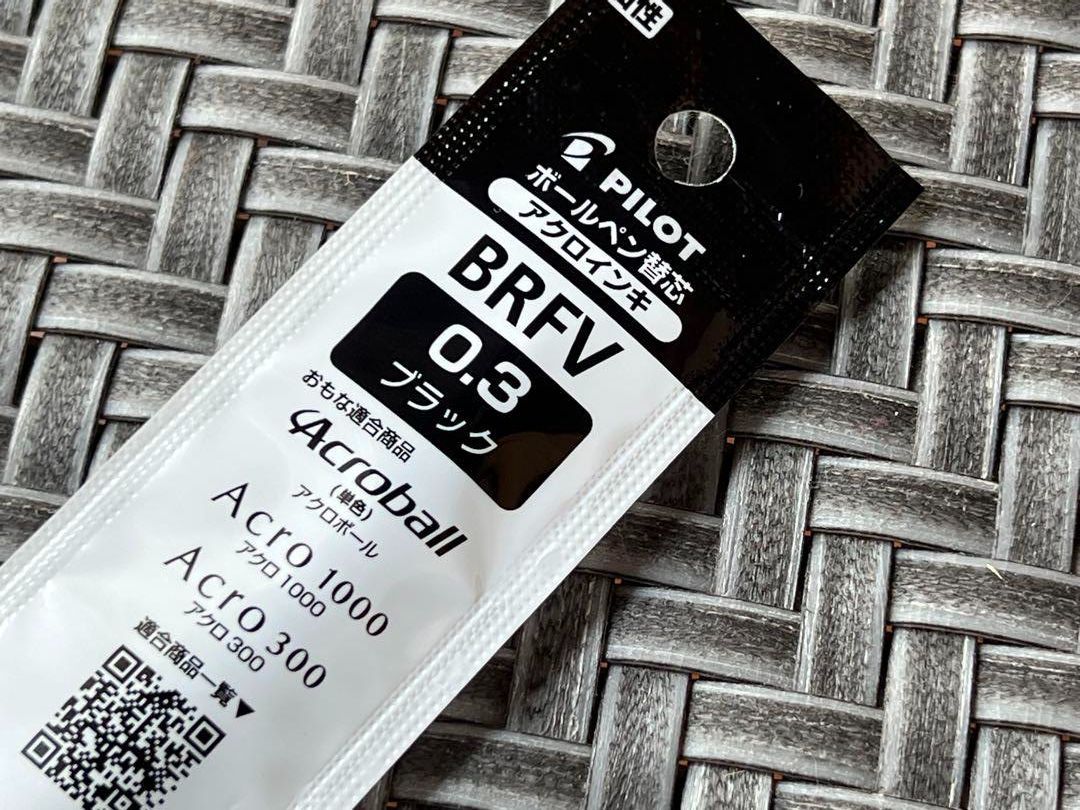 油性
PILOT
ボールペン替芯
アクロインキ
BRFV
0.3
ブラック
おもな適合商品
Acroball
(単色)
アクロボール
Acro 1000
アクロ1000
Acro 300
アクロ300
適合商品一覧▼